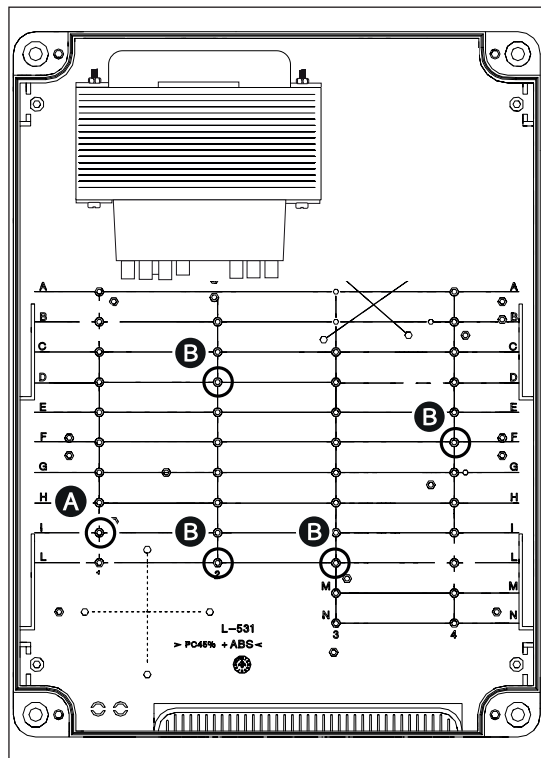 A A
B B
C C
B
D D
E E
B
F F
G G
H H
A
I I
B B
L L
1 2
M M
N N
3 4
L-531
> PC45% + ABS <